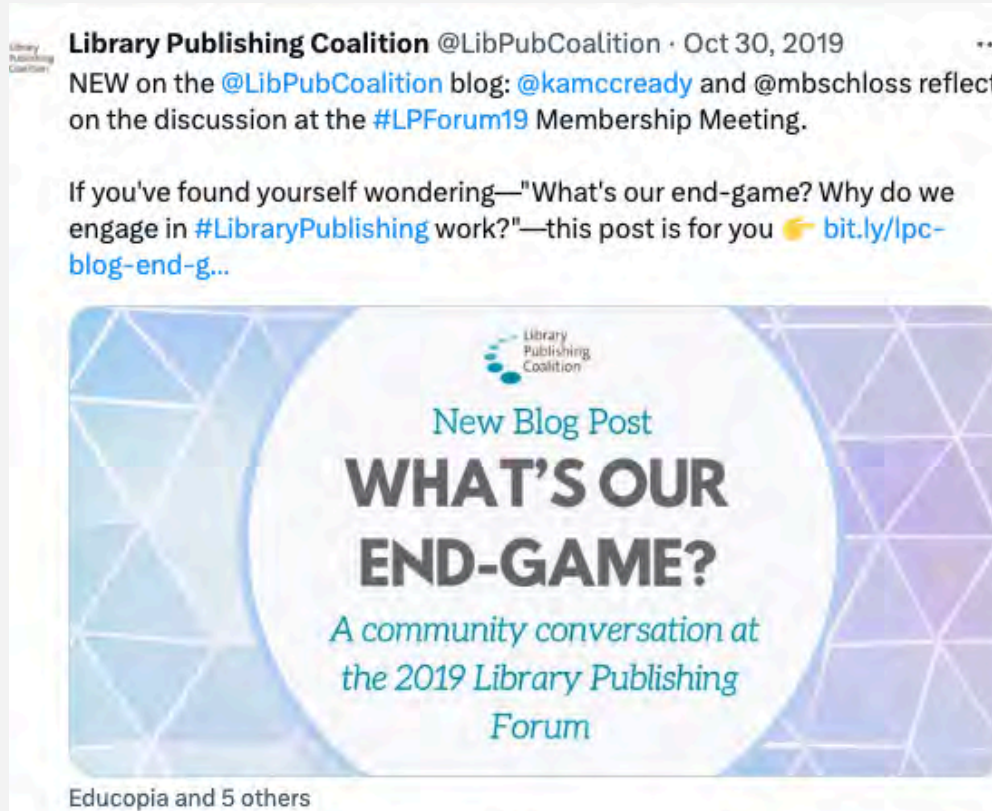 Library
Publishing
Coalition
Library Publishing Coalition @LibPubCoalition · Oct 30, 2019
NEW on the @LibPubCoalition blog: @kamccready and @mbschloss reflect
on the discussion at the #LPForum19 Membership Meeting.
If you've found yourself wondering—"What's our end-game? Why do we
engage in #LibraryPublishing work?"—this post is for you 👉 bit.ly/lpc-
blog-end-g...
Library
Publishing
Coalition
New Blog Post
WHAT'S OUR
END-GAME?
A community conversation at
the 2019 Library Publishing
Forum
Educopia and 5 others